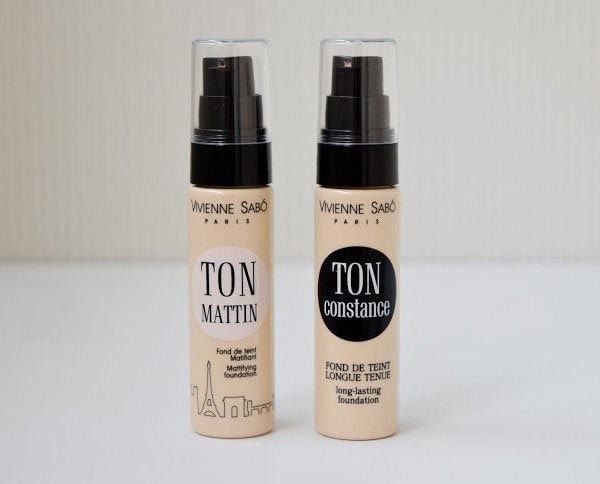 VIVIENNE SABÓ
PARIS
TON
MATTIN
Fond de teint
Matifiant
Mattifying
foundation
VIVIENNE SABÓ
PARIS
TON
constance
FOND DE TEINT
LONGUE TENUE
long-lasting
foundation